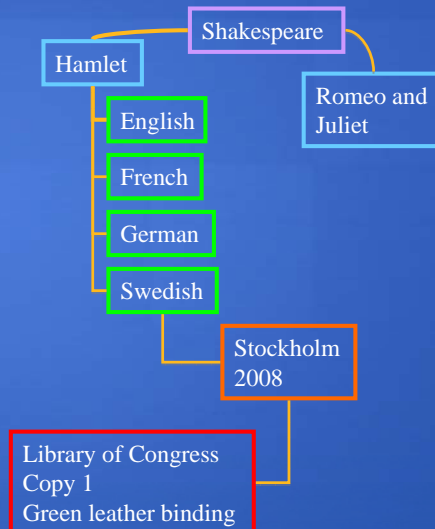 Shakespeare
Hamlet
Romeo and
Juliet
English
French
German
Swedish
Stockholm
2008
Library of Congress
Copy 1
Green leather binding